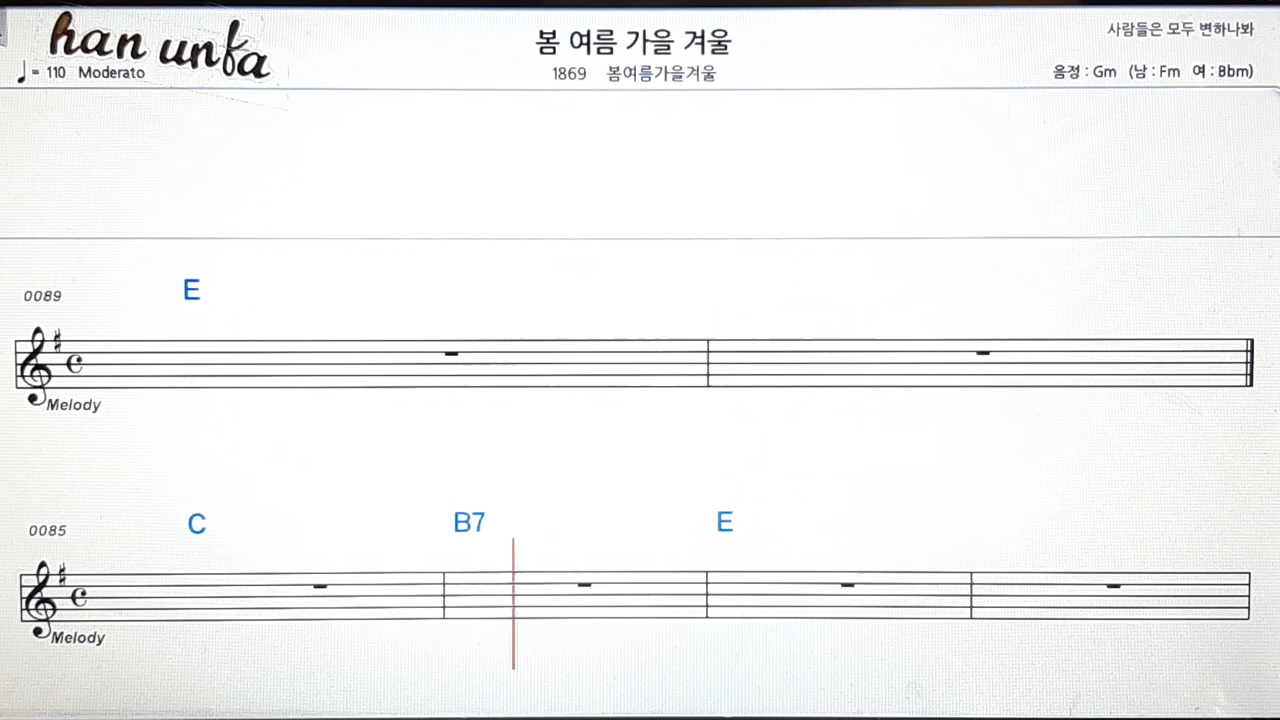 han unfa
♩= 110 Moderato
봄 여름 가을 겨울
1869 봄여름가을겨울
사람들은 모두 변하나봐
음정 : Gm (남 : Fm 여 : Bbm)
0089 E
Melody
0085 C B7 E
Melody